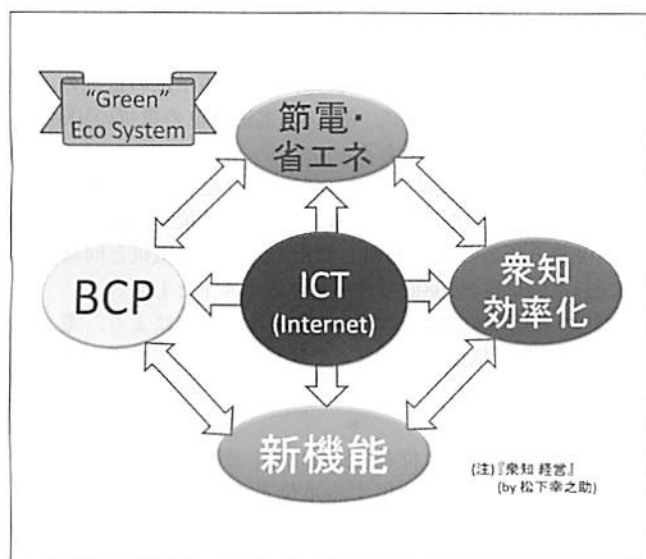 “Green”
Eco System
節電・
省エネ
BCP
ICT
(Internet)
衆知
効率化
新機能
(注)『衆知 経営』
(by 松下幸之助)